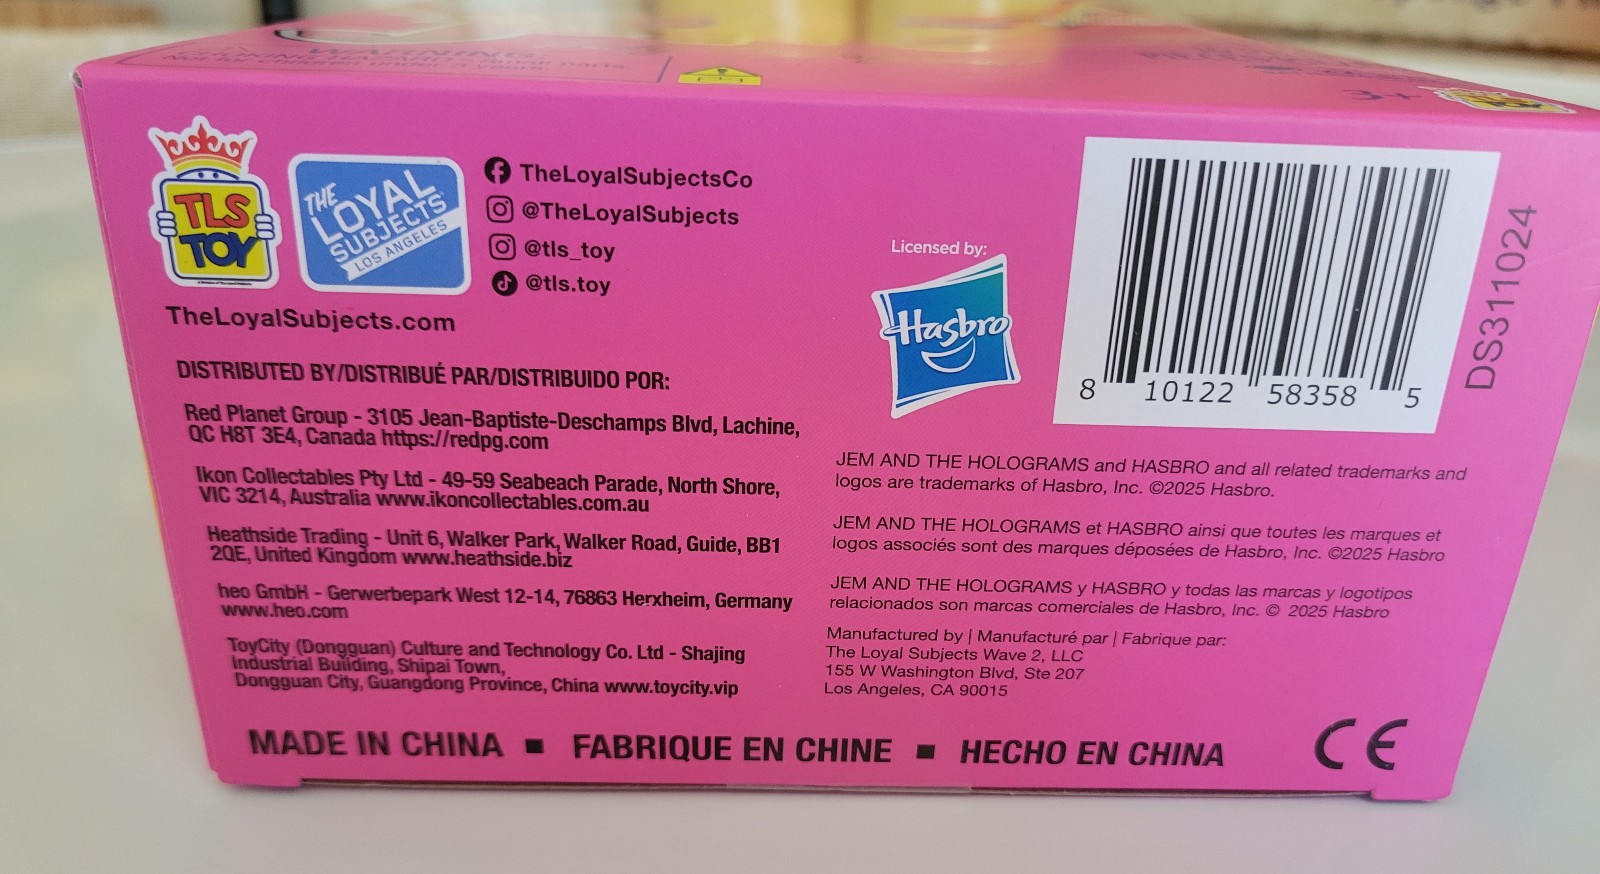 WARNING:
CHOKING HAZARD - Small parts.
Not for children under 3 years.
3+
TLS
TOY
THE
LOYAL
SUBJECTS
LOS ANGELES
TheLoyalSubjectsCo
@TheLoyalSubjects
@tls_toy
@tls.toy
TheLoyalSubjects.com
DISTRIBUTED BY/DISTRIBUÉ PAR/DISTRIBUIDO POR:
Red Planet Group - 3105 Jean-Baptiste-Deschamps Blvd, Lachine,
QC H8T 3E4, Canada https://redpg.com
Ikon Collectables Pty Ltd - 49-59 Seabeach Parade, North Shore,
VIC 3214, Australia www.ikoncollectables.com.au
Heathside Trading - Unit 6, Walker Park, Walker Road, Guide, BB1
2QE, United Kingdom www.heathside.biz
heo GmbH - Gerwerbepark West 12-14, 76863 Herxheim, Germany
www.heo.com
ToyCity (Dongguan) Culture and Technology Co. Ltd - Shajing
Industrial Building, Shipai Town,
Dongguan City, Guangdong Province, China www.toycity.vip
Licensed by:
Hasbro
8 10122 58358 5
DS311024
JEM AND THE HOLOGRAMS and HASBRO and all related trademarks and
logos are trademarks of Hasbro, Inc. ©2025 Hasbro.
JEM AND THE HOLOGRAMS et HASBRO ainsi que toutes les marques et
logos associés sont des marques déposées de Hasbro, Inc. ©2025 Hasbro
JEM AND THE HOLOGRAMS y HASBRO y todas las marcas y logotipos
relacionados son marcas comerciales de Hasbro, Inc. © 2025 Hasbro
Manufactured by | Manufacturé par | Fabrique par:
The Loyal Subjects Wave 2, LLC
155 W Washington Blvd, Ste 207
Los Angeles, CA 90015
MADE IN CHINA ■ FABRIQUE EN CHINE ■ HECHO EN CHINA
CE